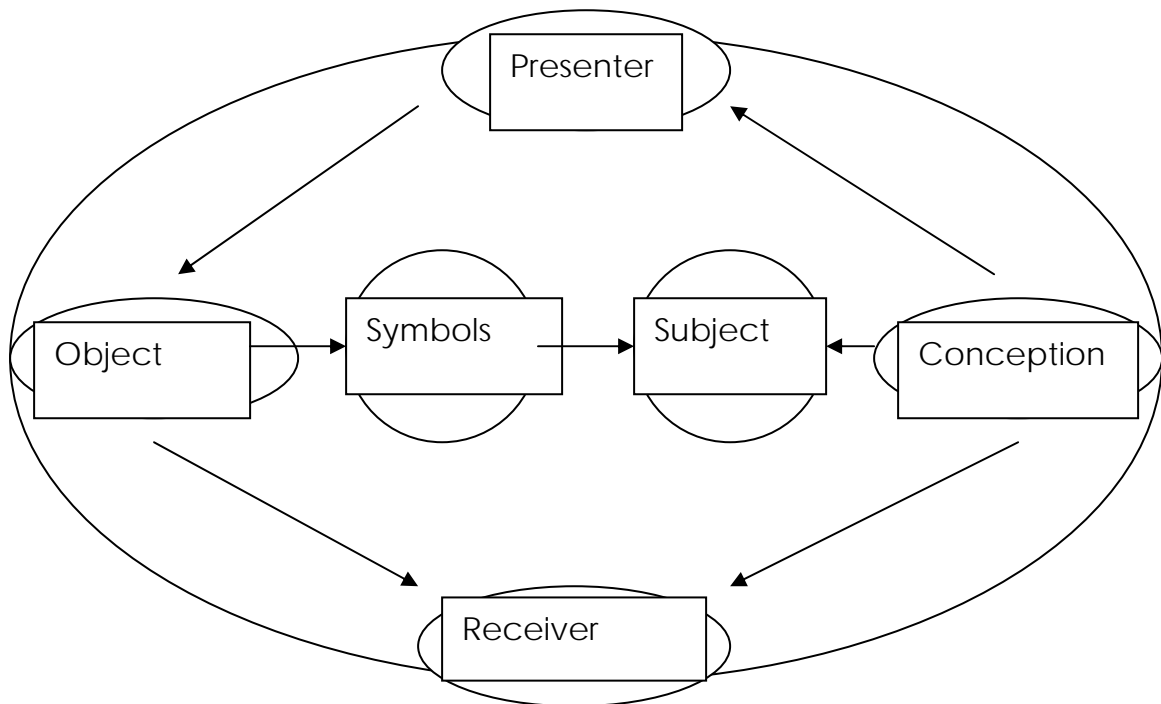 Presenter
Object
Symbols
Subject
Conception
Receiver